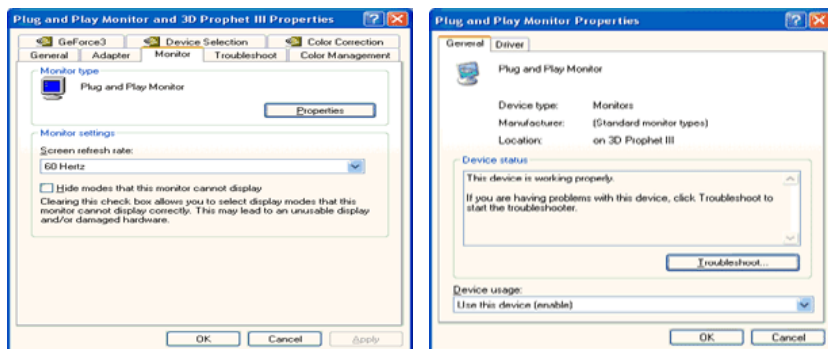 Plug and Play Monitor and 3D Prophet III Properties
GeForce3 Device Selection Color Correction
General Adapter Monitor Troubleshoot Color Management
Monitor type
Plug and Play Monitor
Properties
Monitor settings
Screen refresh rate:
60 Hertz
Hide modes that this monitor cannot display
Clearing this check box allows you to select display modes that this
monitor cannot display correctly. This may lead to an unusable display
and/or damaged hardware.
OK Cancel Apply
Plug and Play Monitor Properties
General Driver
Plug and Play Monitor
Device type: Monitors
Manufacturer: (Standard monitor types)
Location: on 3D Prophet III
Device status
This device is working properly.
If you are having problems with this device, click Troubleshoot to
start the troubleshooter.
Troubleshoot...
Device usage:
Use this device (enable)
OK Cancel